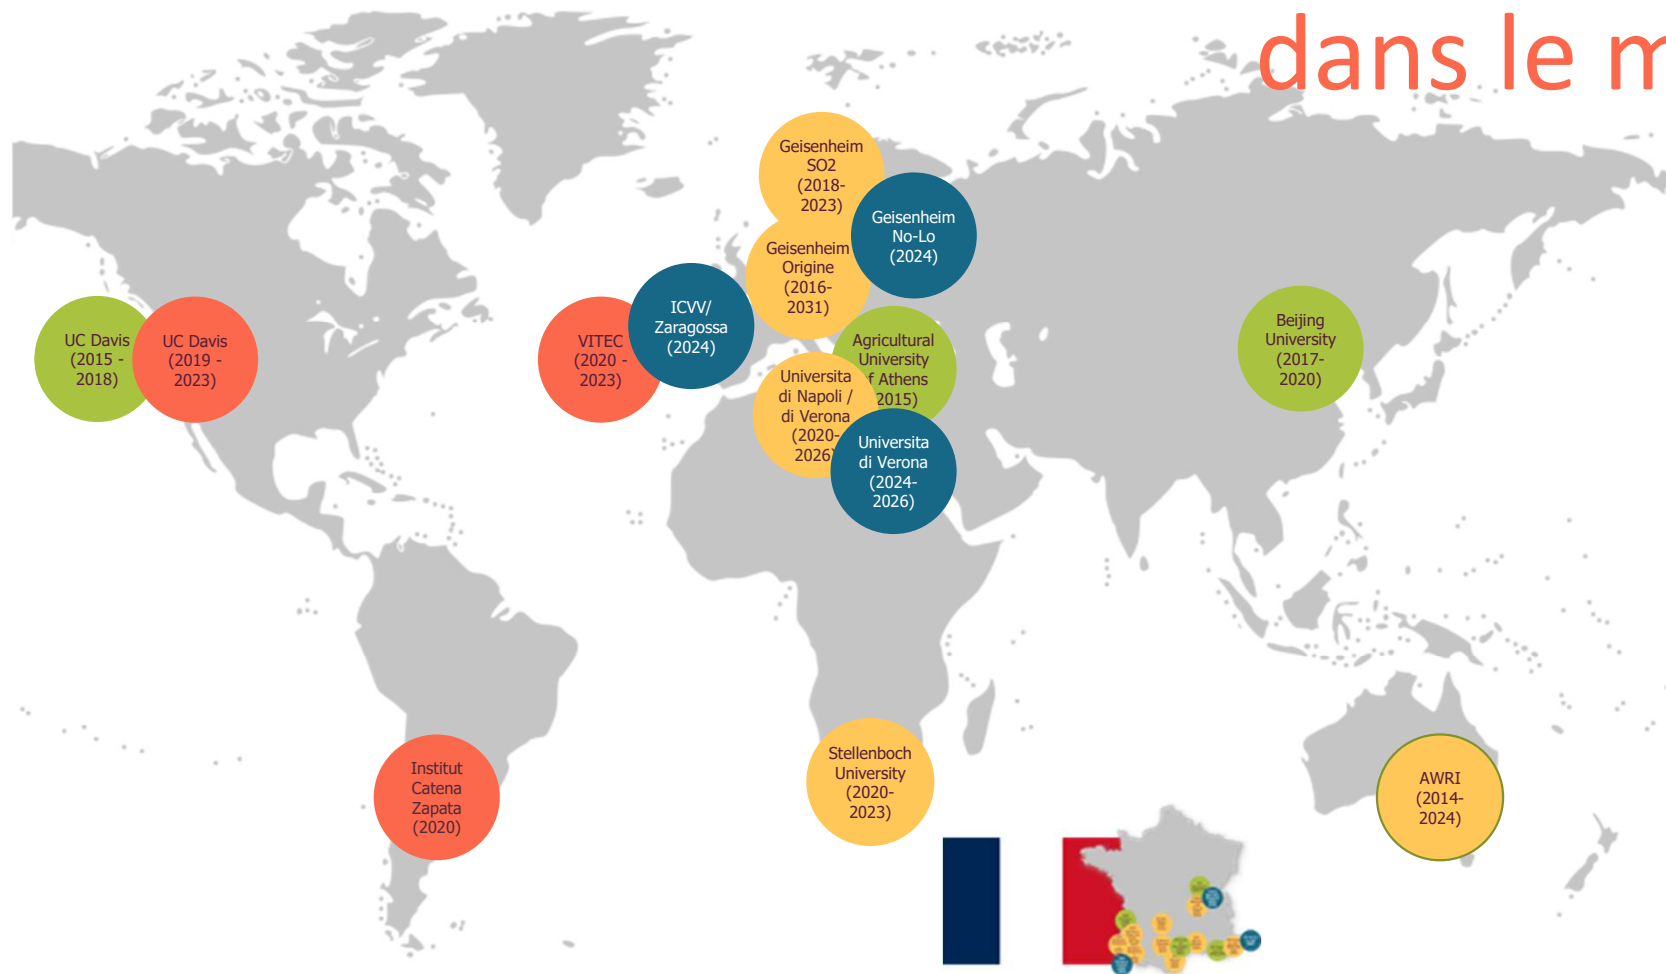 dans le m
Geisenheim
SO2
(2018-
2023)
Geisenheim
No-Lo
(2024)
Geisenheim
Origine
(2016-
2031)
ICVV/
Zaragossa
(2024)
UC Davis
(2015 -
2018)
UC Davis
(2019 -
2023)
VITEC
(2020 -
2023)
Agricultural
University
f Athens
2015)
Beijing
University
(2017-
2020)
Universita
di Napoli /
di Verona
(2020-
2026)
Universita
di Verona
(2024-
2026)
Institut
Catena
Zapata
(2020)
Stellenboch
University
(2020-
2023)
AWRI
(2014-
2024)